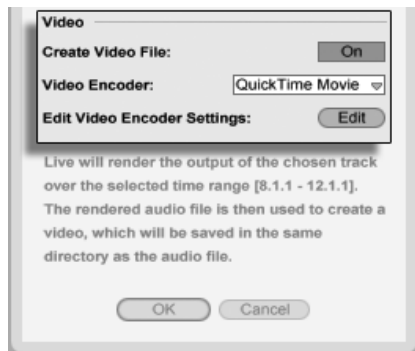 Video
Create Video File: On
Video Encoder: QuickTime Movie
Edit Video Encoder Settings: Edit
Live will render the output of the chosen track
over the selected time range [8.1.1 - 12.1.1].
The rendered audio file is then used to create a
video, which will be saved in the same
directory as the audio file.
OK Cancel